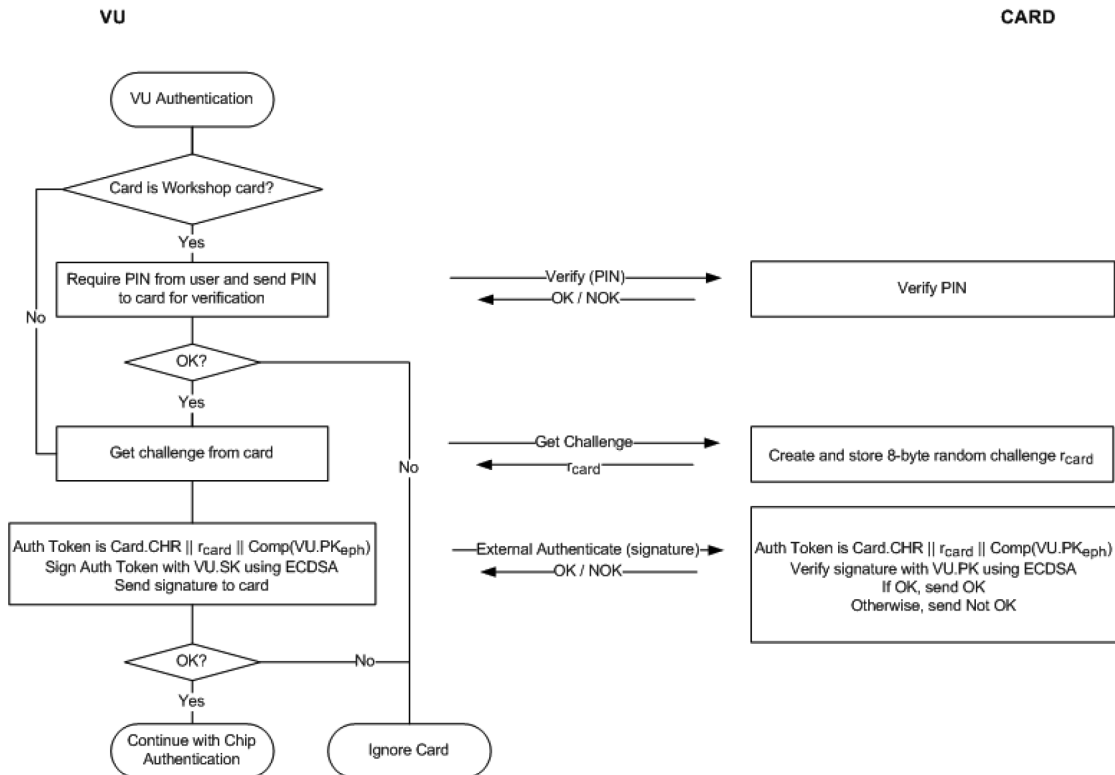 VU
CARD
VU Authentication
Card is Workshop card?
Yes
Require PIN from user and send PIN
to card for verification
Verify (PIN)
OK / NOK
Verify PIN
No
OK?
Yes
Get challenge from card
No
Get Challenge
rcard
Create and store 8-byte random challenge rcard
Auth Token is Card.CHR || rcard || Comp(VU.PKeph)
Sign Auth Token with VU.SK using ECDSA
Send signature to card
External Authenticate (signature)
OK / NOK
Auth Token is Card.CHR || rcard || Comp(VU.PKeph)
Verify signature with VU.PK using ECDSA
If OK, send OK
Otherwise, send Not OK
OK?
No
Yes
Continue with Chip
Authentication
Ignore Card